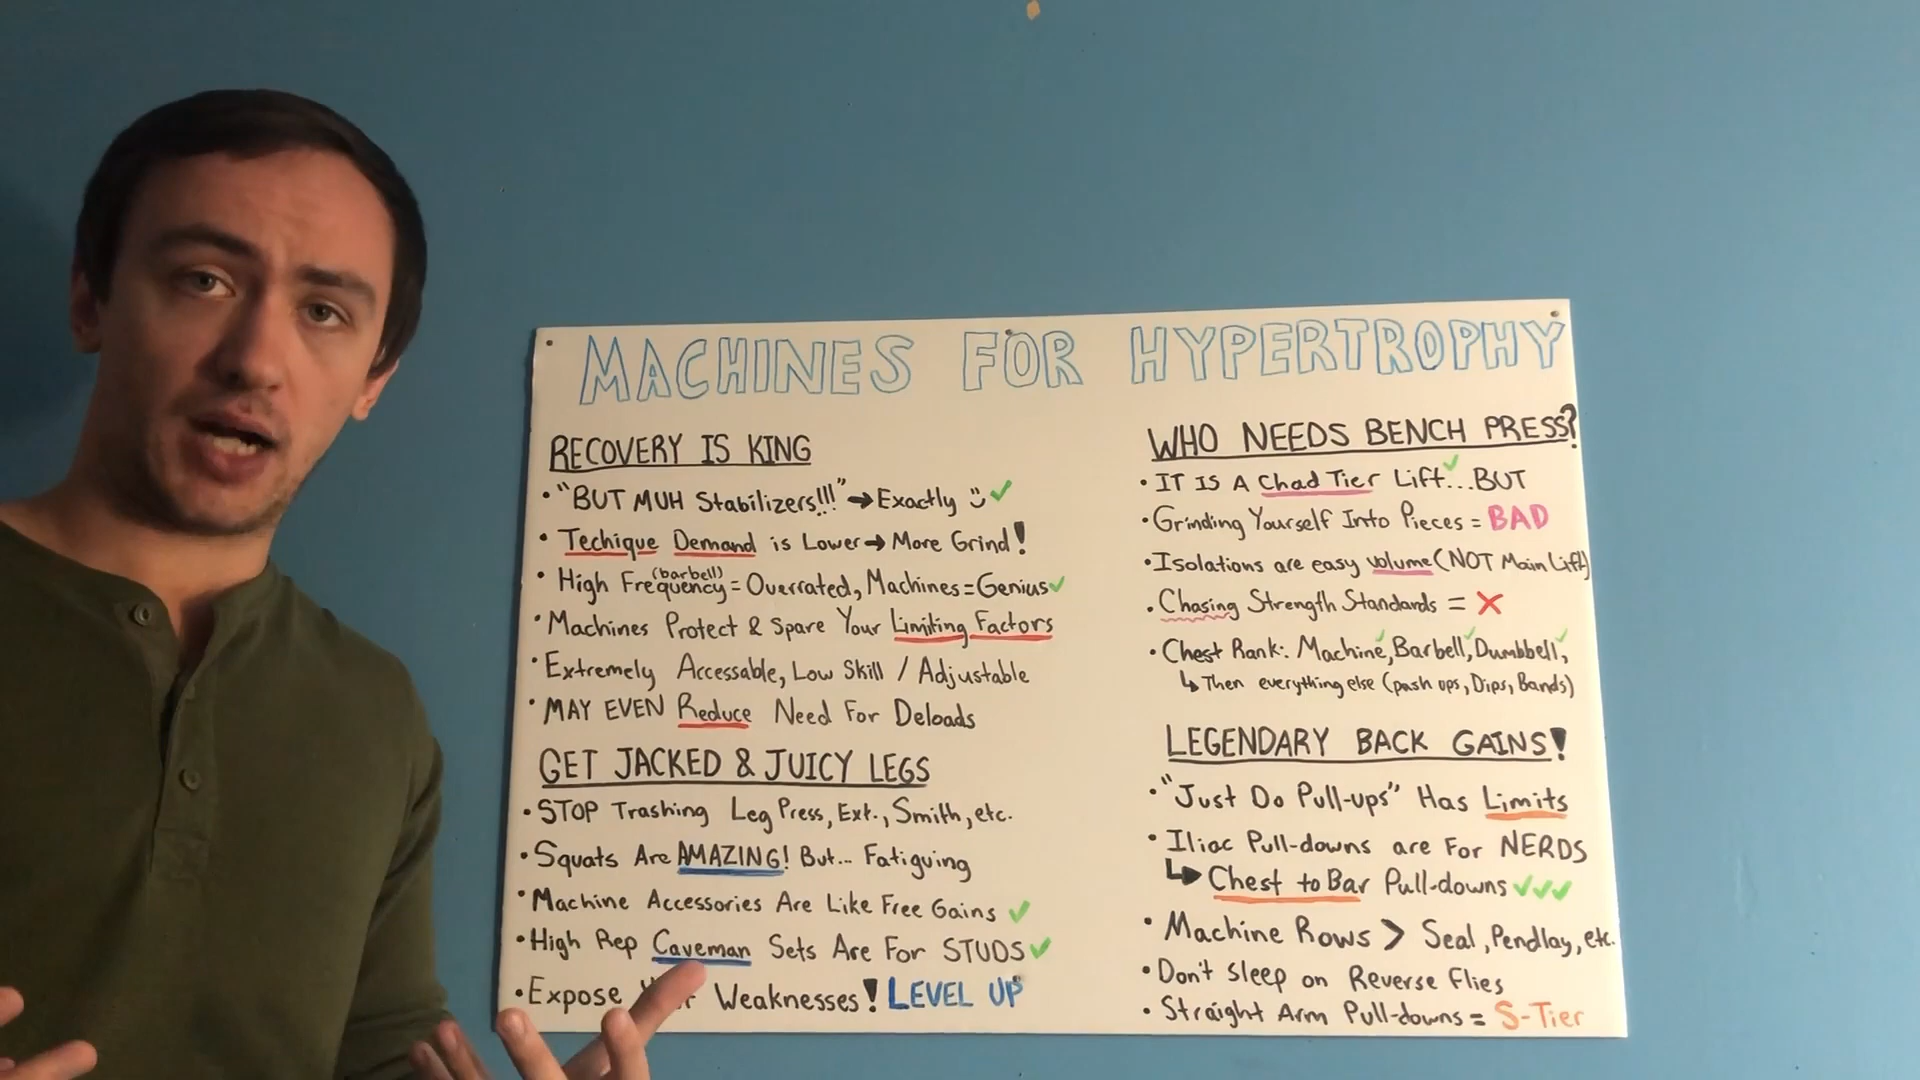 MACHINES FOR HYPERTROPHY
RECOVERY IS KING
• "BUT MUH Stabilizers!!!" → Exactly ✓
• Techique Demand is Lower → More Grind!
• High Frequency (barbell) = Overrated, Machines = Genius ✓
• Machines Protect & Spare Your Limiting Factors
• Extremely Accessable, Low Skill / Adjustable
• MAY EVEN Reduce Need For Deloads
GET JACKED & JUICY LEGS
• STOP Trashing Leg Press, Ext., Smith, etc.
• Squats Are AMAZING! But... Fatiguing
• Machine Accessories Are Like Free Gains ✓
• High Rep Caveman Sets Are For STUDS ✓
• Expose Weaknesses! LEVEL UP
WHO NEEDS BENCH PRESS?
• IT IS A Chad Tier Lift ✓...BUT
• Grinding Yourself Into Pieces = BAD
• Isolations are easy volume (NOT Main Lift)
• Chasing Strength Standards = X
• Chest Rank: Machine ✓, Barbell ✓, Dumbbell ✓,
↳ Then everything else (push ups, Dips, Bands)
LEGENDARY BACK GAINS!
• "Just Do Pull-ups" Has Limits
• Iliac Pull-downs are For NERDS
↳ Chest to Bar Pull-downs ✓✓✓
• Machine Rows > Seal, Pendlay, etc.
• Don't Sleep on Reverse Flies
• Straight Arm Pull-downs = S-Tier